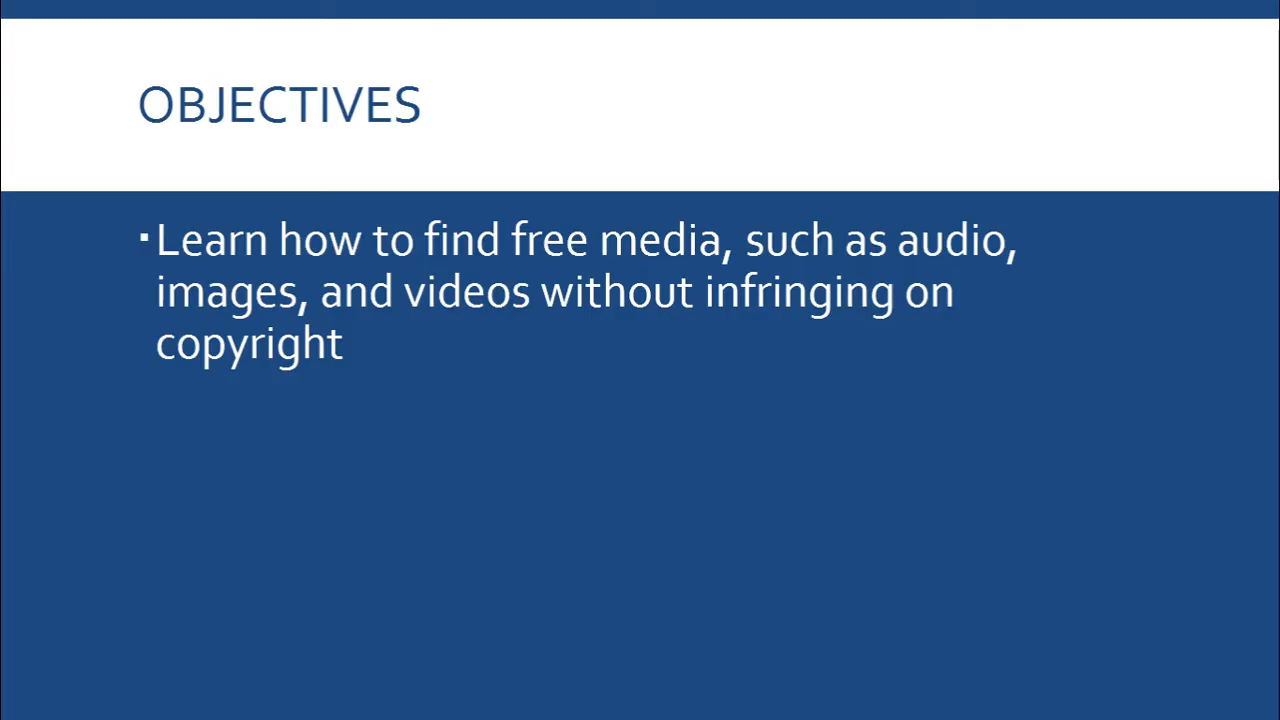 OBJECTIVES
▪Learn how to find free media, such as audio,
images, and videos without infringing on
copyright